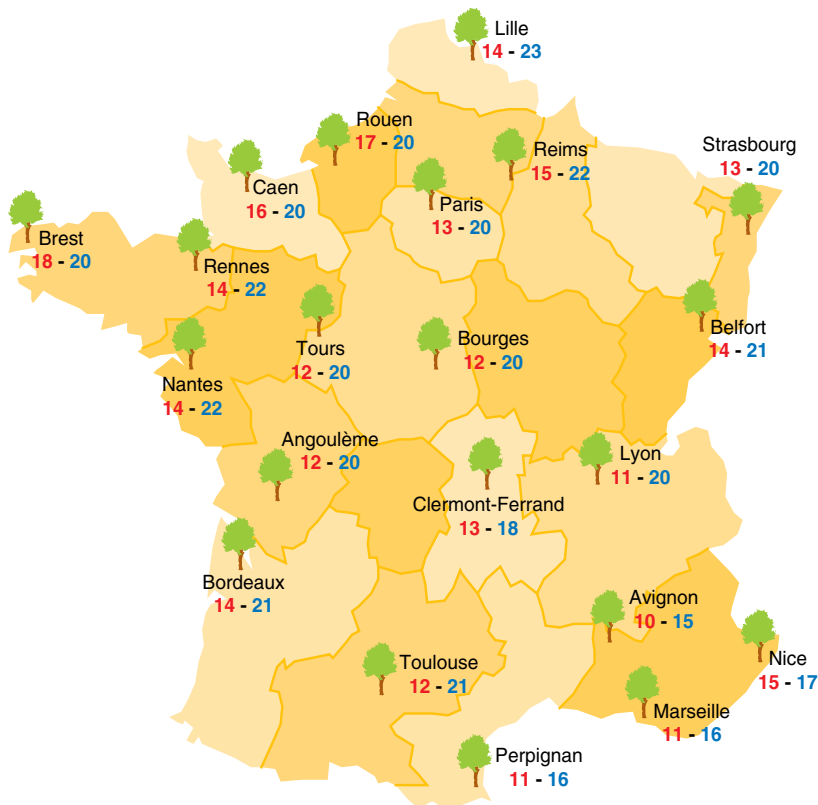 Lille
14 - 23
Rouen
17 - 20
Reims
15 - 22
Strasbourg
13 - 20
Caen
16 - 20
Paris
13 - 20
Brest
18 - 20
Rennes
14 - 22
Tours
12 - 20
Bourges
12 - 20
Belfort
14 - 21
Nantes
14 - 22
Angoulème
12 - 20
Lyon
11 - 20
Clermont-Ferrand
13 - 18
Bordeaux
14 - 21
Avignon
10 - 15
Toulouse
12 - 21
Nice
15 - 17
Marseille
11 - 16
Perpignan
11 - 16